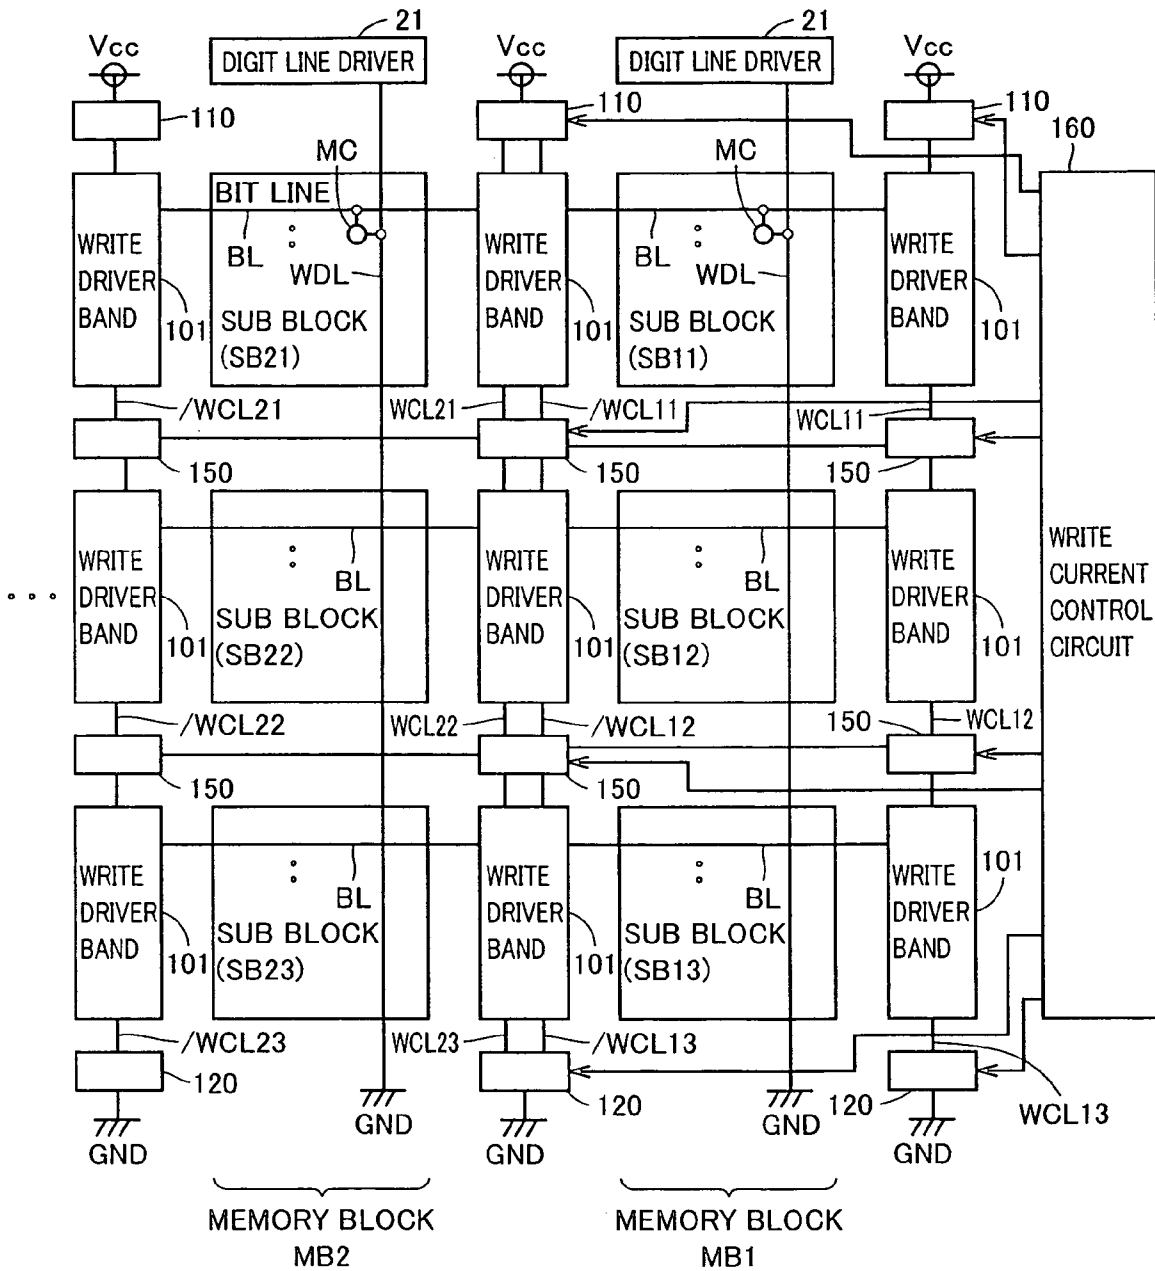 21 21
Vcc DIGIT LINE DRIVER Vcc DIGIT LINE DRIVER Vcc
110 110 110
160
MC MC
BIT LINE
WRITE DRIVER BAND
BL
WDL
101
SUB BLOCK
(SB21)
WRITE DRIVER BAND
BL
WDL
101
SUB BLOCK
(SB11)
WRITE DRIVER BAND
101
/WCL21 WCL21 /WCL11 WCL11
150 150 150
WRITE DRIVER BAND
BL
101
SUB BLOCK
(SB22)
WRITE DRIVER BAND
BL
101
SUB BLOCK
(SB12)
WRITE DRIVER BAND
101
WRITE
CURRENT
CONTROL
CIRCUIT
/WCL22 WCL22 /WCL12 150 WCL12
150 150
WRITE DRIVER BAND
BL
101
SUB BLOCK
(SB23)
WRITE DRIVER BAND
BL
101
SUB BLOCK
(SB13)
WRITE DRIVER BAND
101
/WCL23 WCL23 /WCL13
120 120 120 WCL13
GND GND GND GND GND
MEMORY BLOCK
MB2
MEMORY BLOCK
MB1